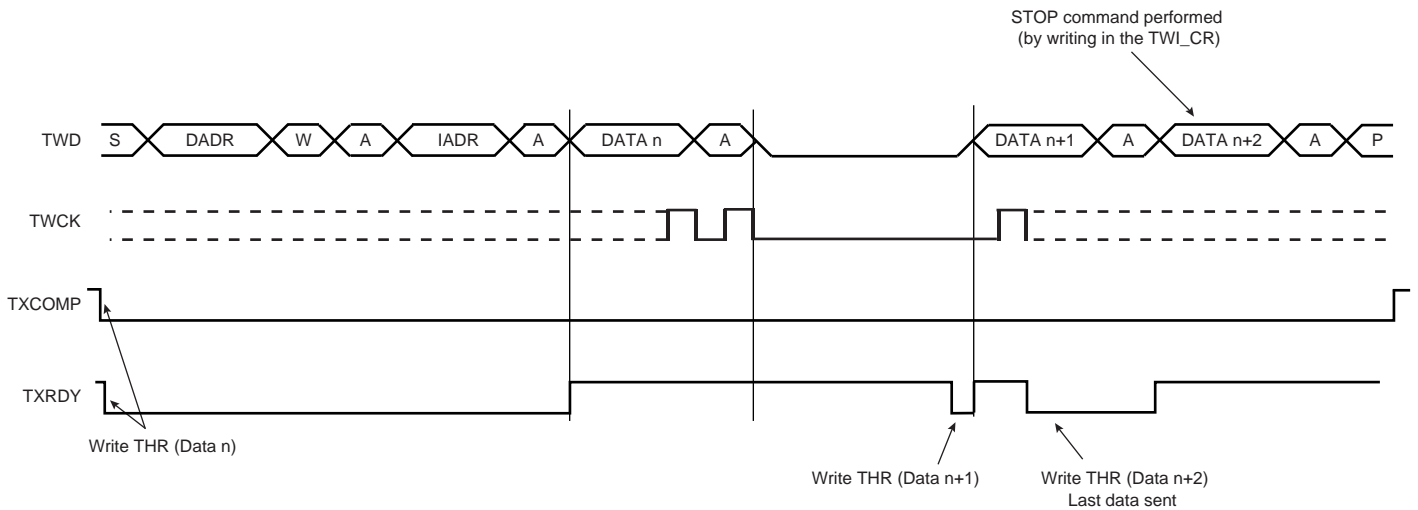 STOP command performed
(by writing in the TWI_CR)
TWD S DADR W A IADR A DATA n A DATA n+1 A DATA n+2 A P
TWCK
TXCOMP
TXRDY
Write THR (Data n)
Write THR (Data n+1) Write THR (Data n+2)
Last data sent